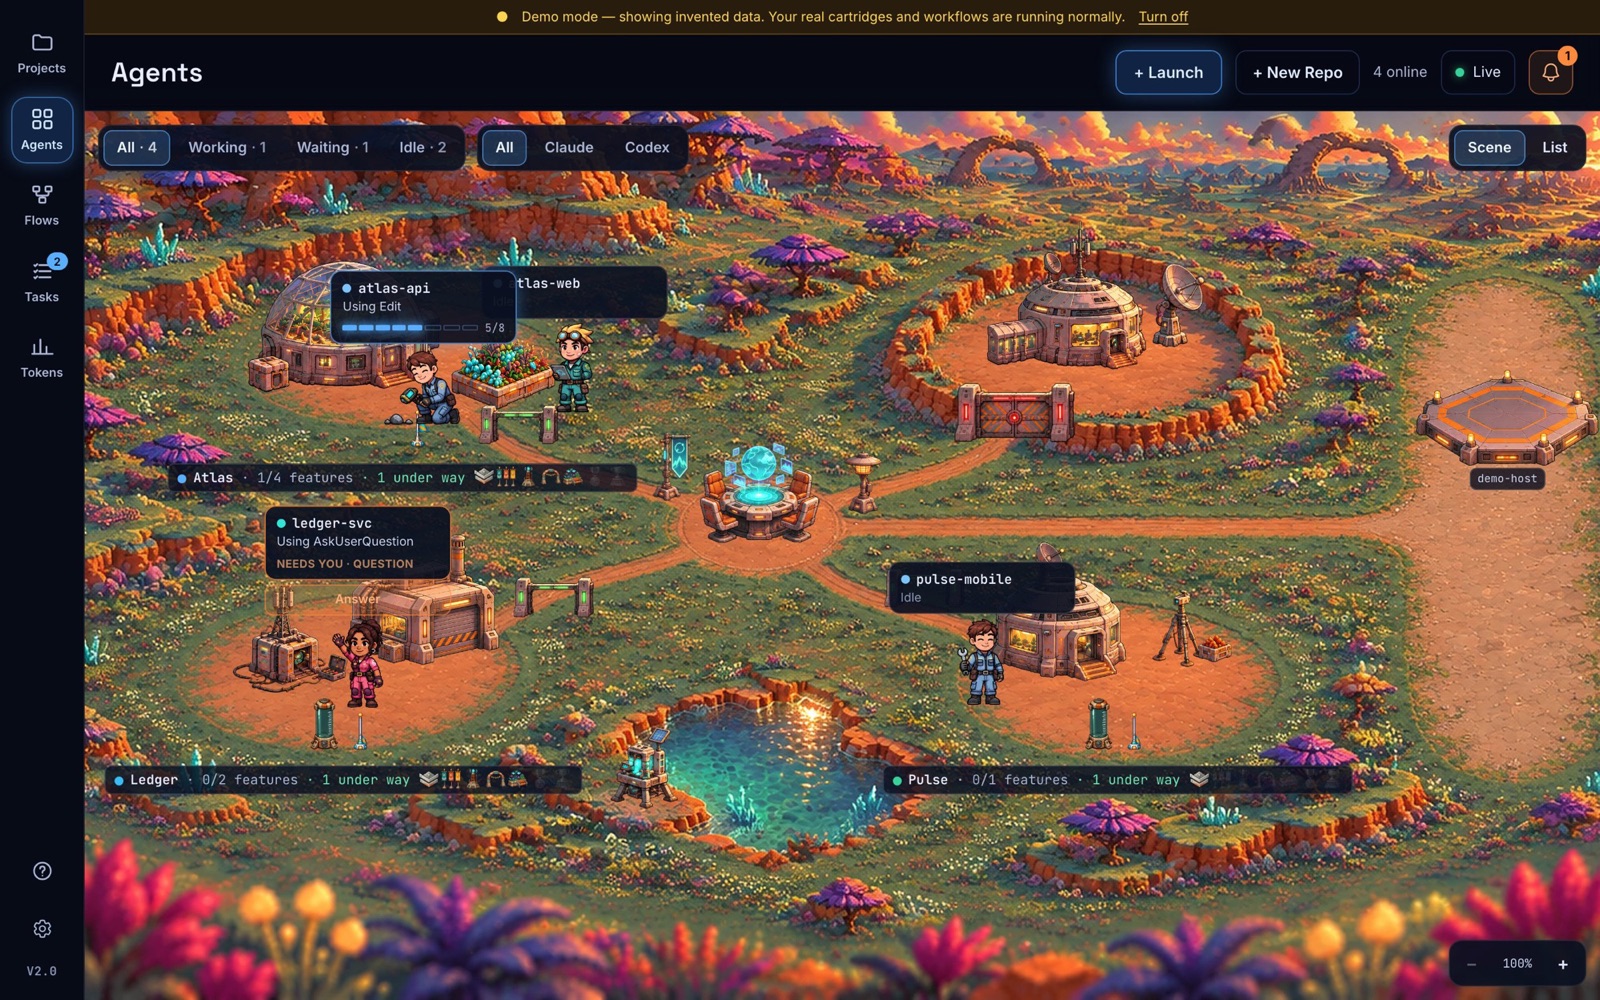 Demo mode — showing invented data. Your real cartridges and workflows are running normally. Turn off
Projects
Agents
Flows
2
Tasks
Tokens
V2.0
Agents
+ Launch
+ New Repo
4 online
Live
1
All · 4
Working · 1
Waiting · 1
Idle · 2
All
Claude
Codex
Scene
List
atlas-api
Using Edit
5/8
atlas-web
Idle
Atlas · 1/4 features · 1 under way
demo-host
ledger-svc
Using AskUserQuestion
NEEDS YOU · QUESTION
Answer
pulse-mobile
Idle
Ledger · 0/2 features · 1 under way
Pulse · 0/1 features · 1 under way
− 100% +